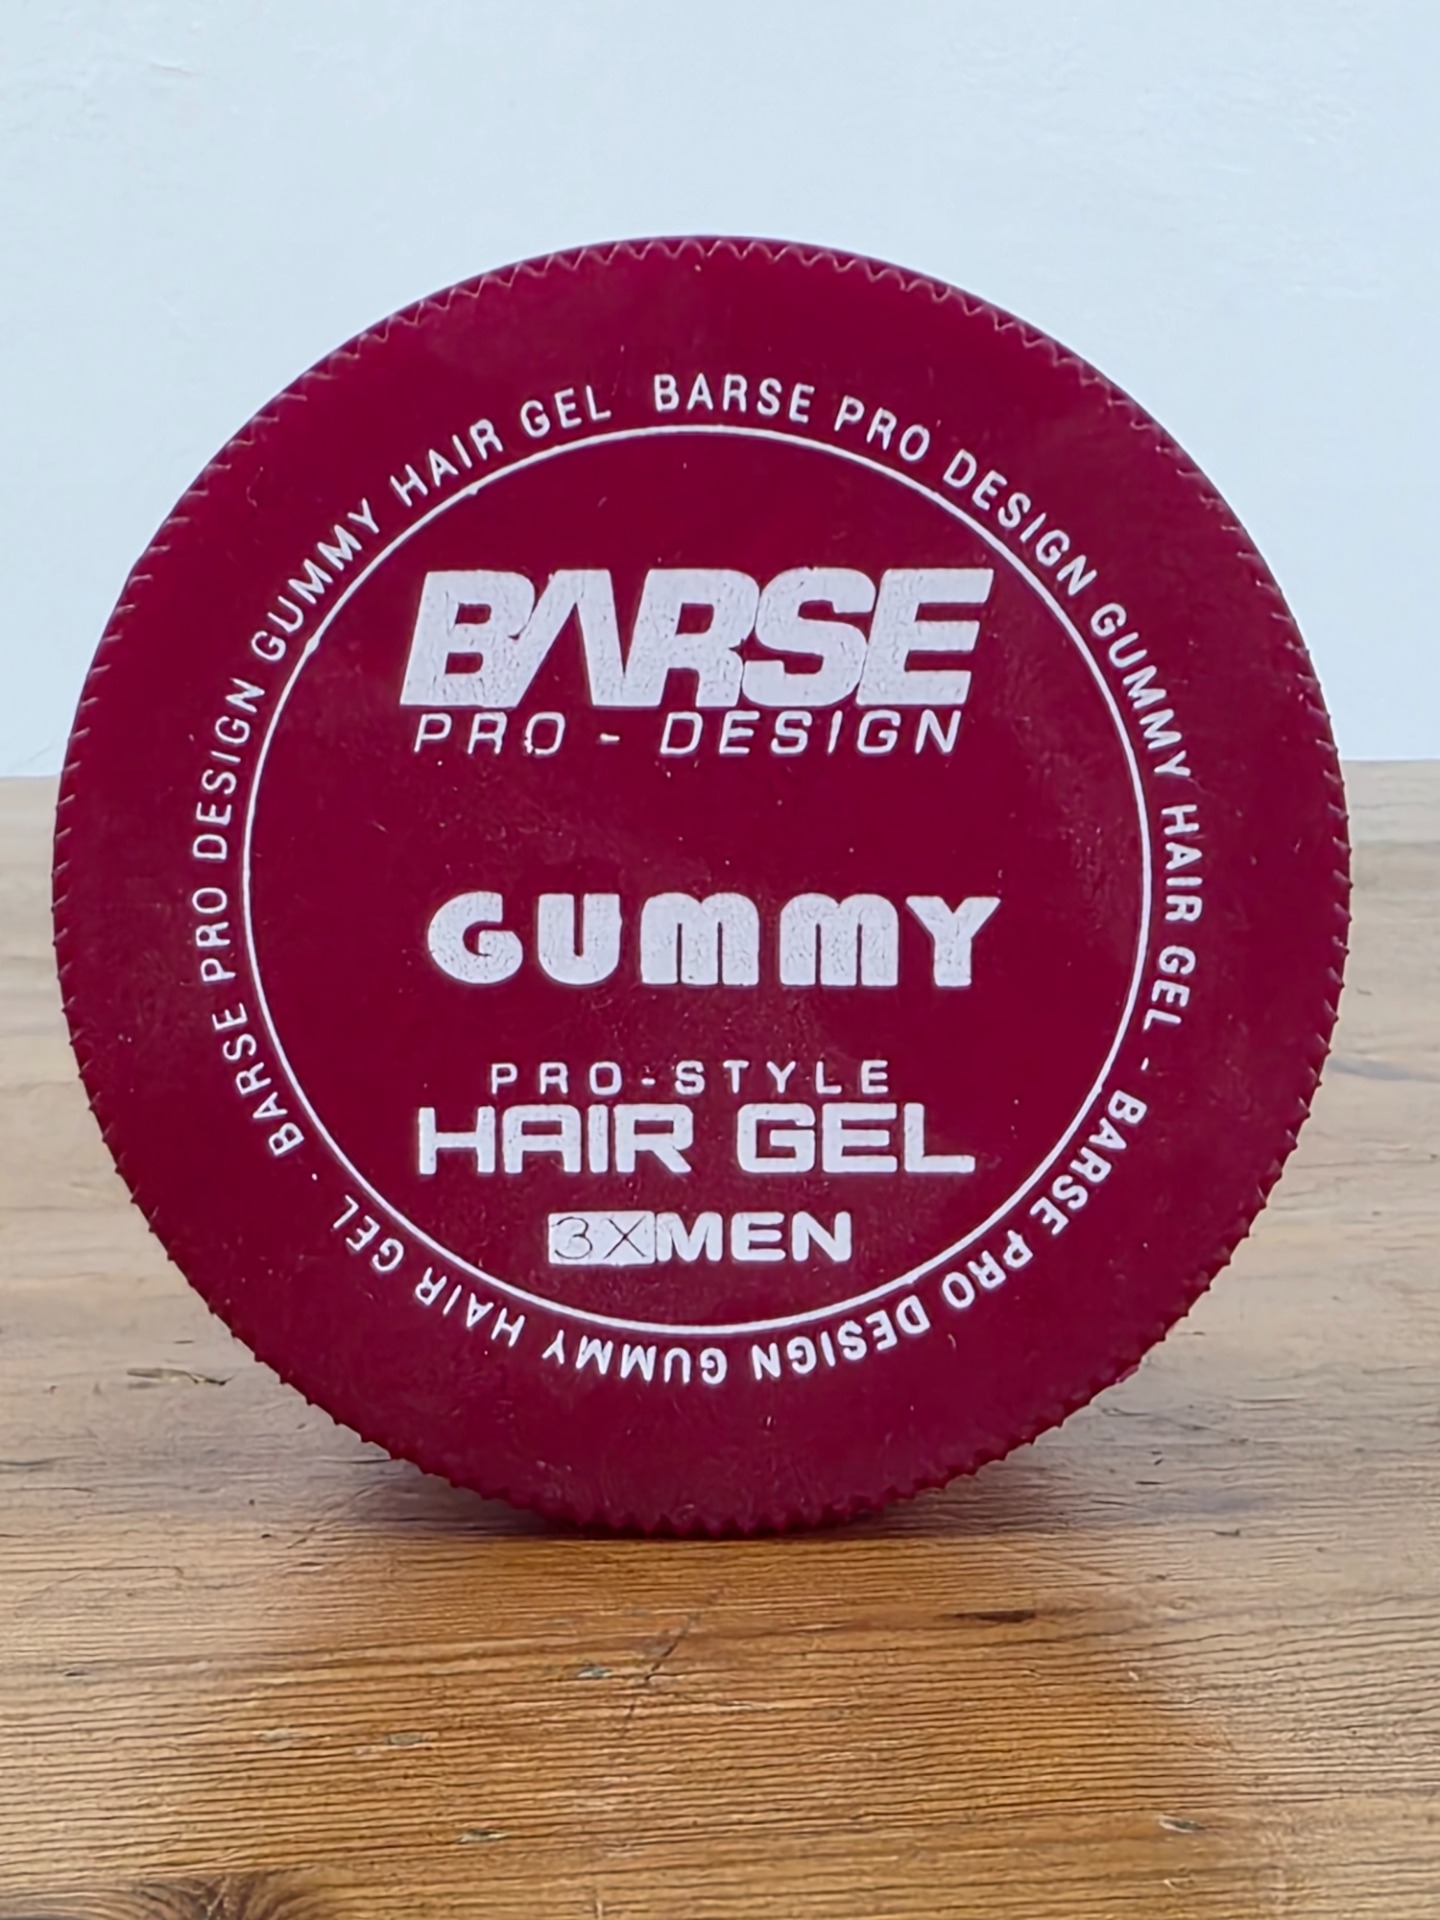 BARSE PRO DESIGN GUMMY HAIR GEL - BARSE PRO DESIGN GUMMY HAIR GEL - BARSE PRO DESIGN GUMMY HAIR GEL
BARSE
PRO - DESIGN
GUMMY
PRO-STYLE
HAIR GEL
3XMEN